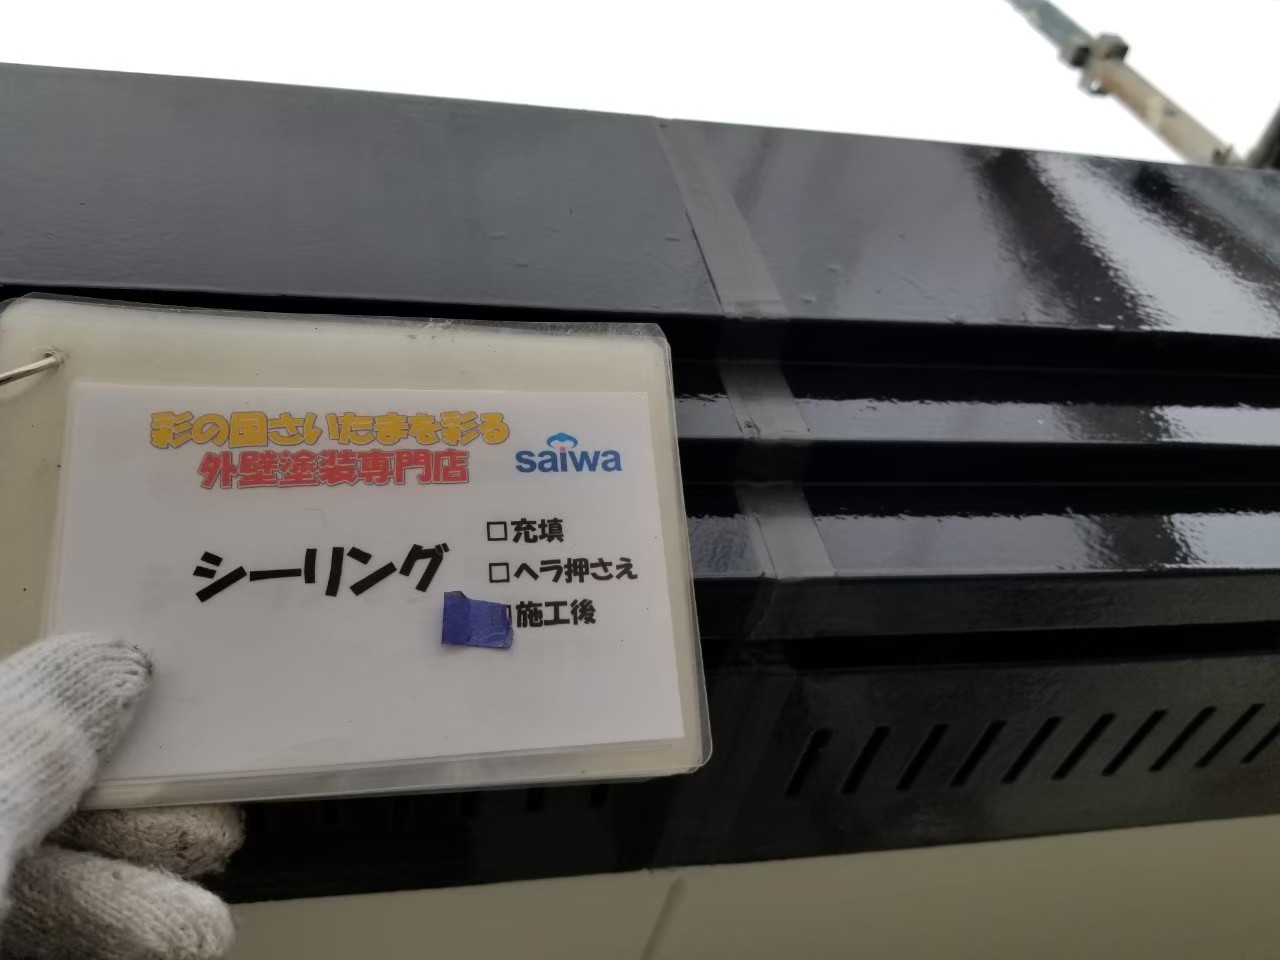 彩の国さいたまを彩る
外壁塗装専門店
saiwa
シーリング
□充填
□ヘラ押さえ
□施工後